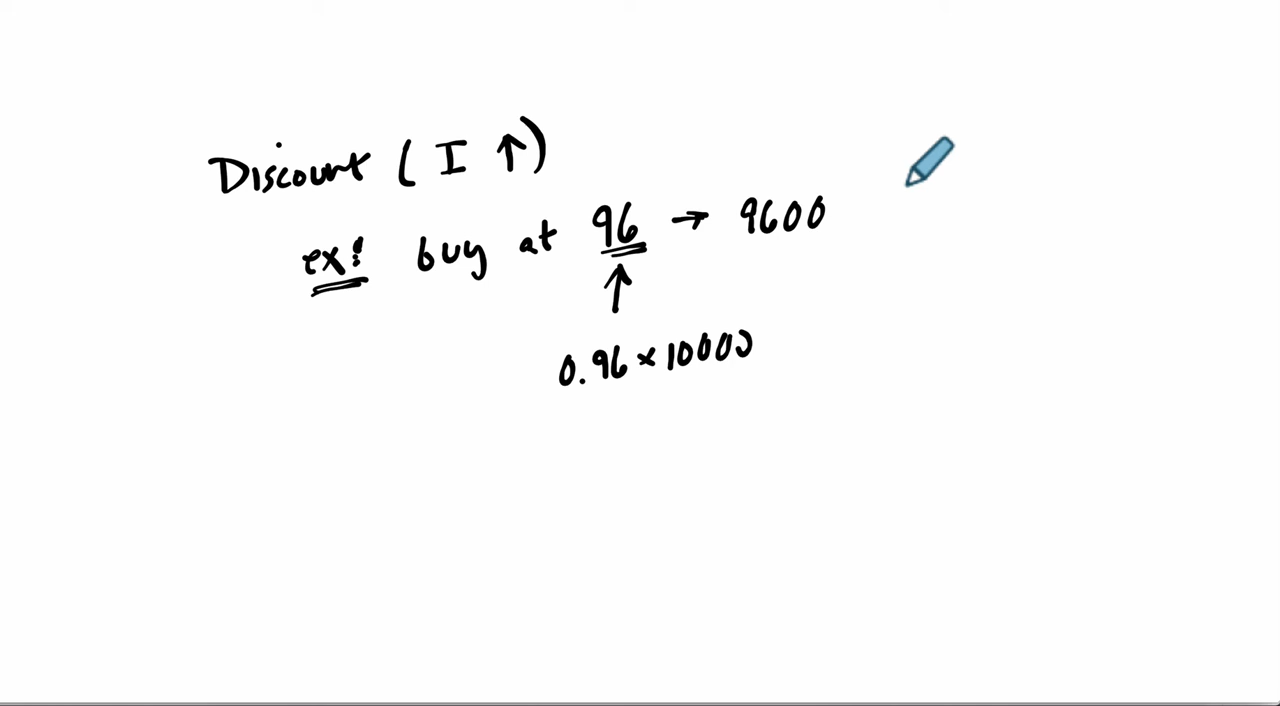 Discount ( I ↑)
ex: buy at 96 → 9600
↑
0.96 × 10000